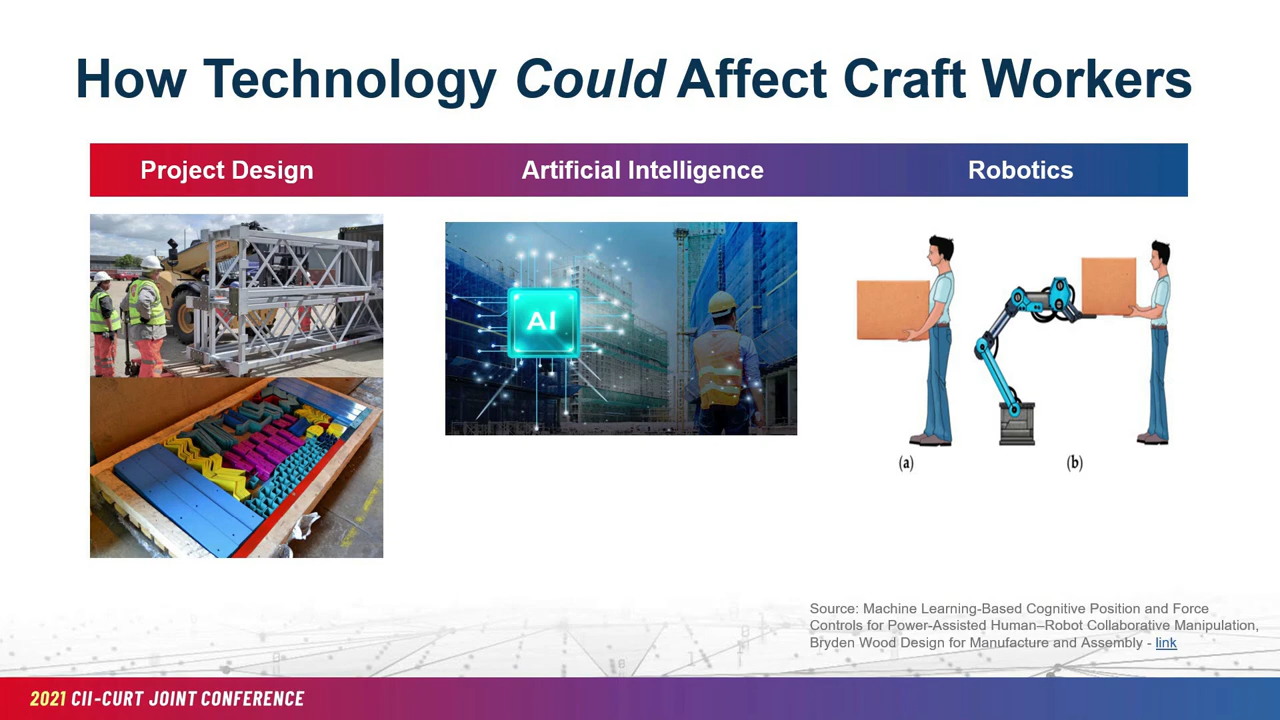 How Technology Could Affect Craft Workers
Project Design
Artificial Intelligence
Robotics
AI
(a)
(b)
Source: Machine Learning-Based Cognitive Position and Force
Controls for Power-Assisted Human–Robot Collaborative Manipulation,
Bryden Wood Design for Manufacture and Assembly - link
2021 CII-CURT JOINT CONFERENCE